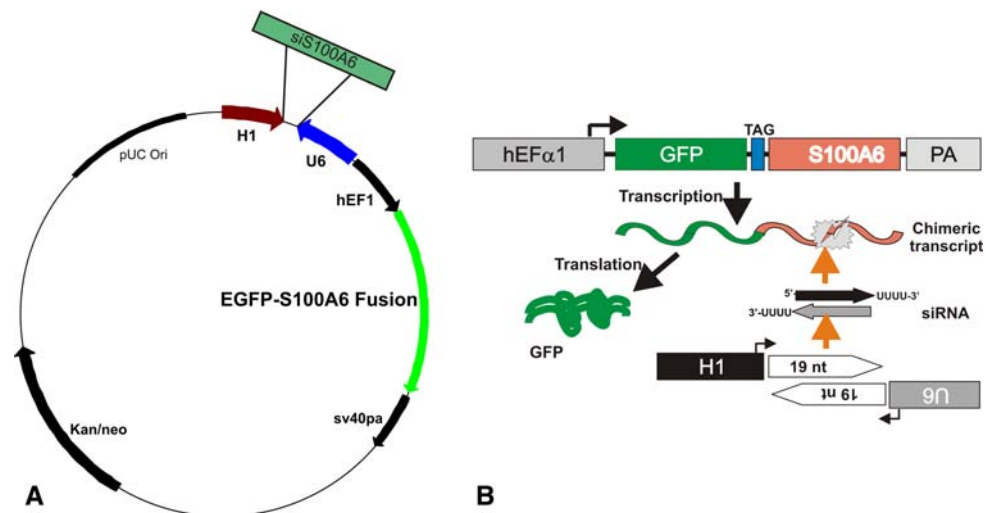 siS100A6
H1
U6
pUC Ori
hEF1
EGFP-S100A6 Fusion
sv40pa
Kan/neo
A
TAG
hEFα1
GFP
S100A6
PA
Transcription
Chimeric
transcript
Translation
5'-
UUUU-3'
3'-UUUU
siRNA
GFP
H1
19 nt
19 nt
U6
B